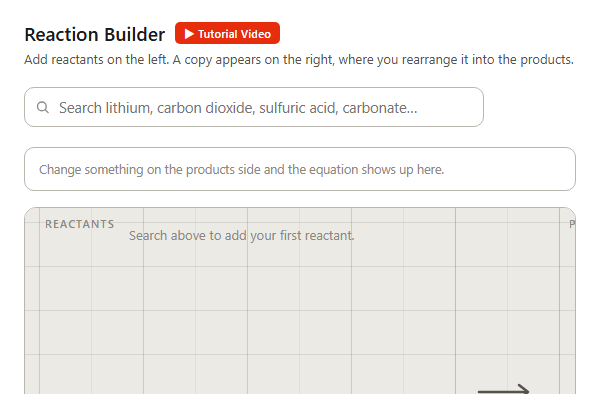 Reaction Builder
Tutorial Video
Add reactants on the left. A copy appears on the right, where you rearrange it into the products.
Search lithium, carbon dioxide, sulfuric acid, carbonate...
Change something on the products side and the equation shows up here.
REACTANTS
Search above to add your first reactant.